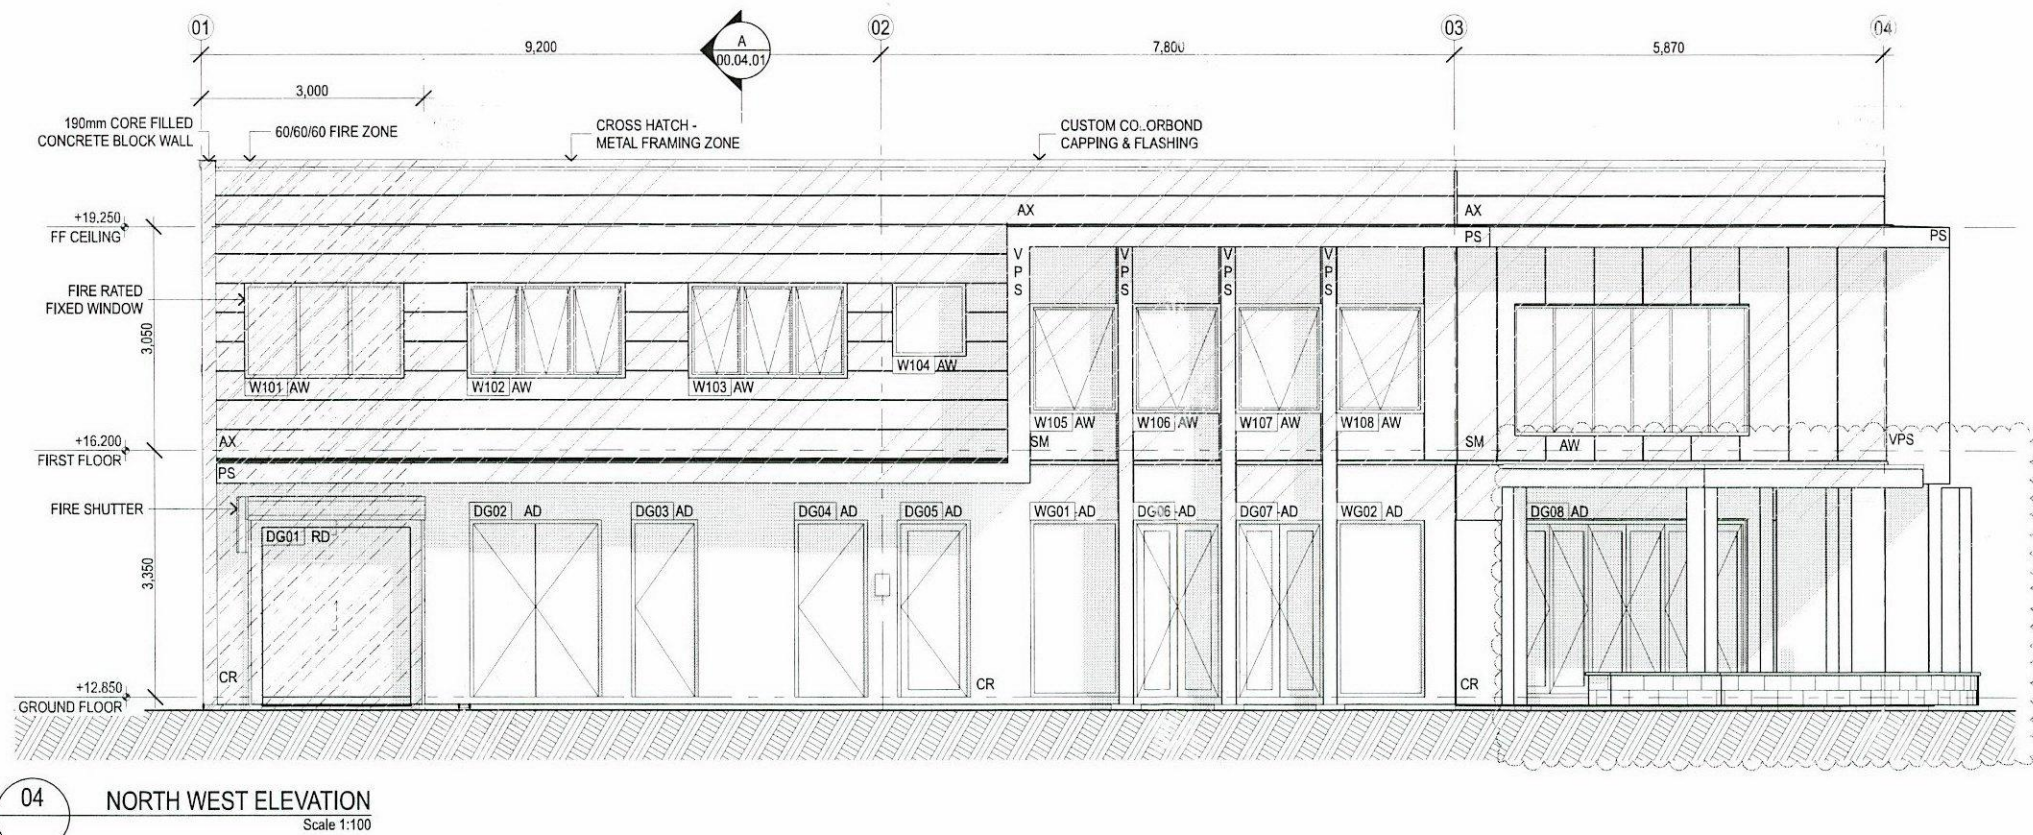 01
02
03
04
9,200
A
00.04.01
7,800
5,870
3,000
190mm CORE FILLED
CONCRETE BLOCK WALL
60/60/60 FIRE ZONE
CROSS HATCH -
METAL FRAMING ZONE
CUSTOM CO..ORBOND
CAPPING & FLASHING
+19.250
FF CEILING
AX
AX
PS
PS
VPS
VPS
VPS
VPS
FIRE RATED
FIXED WINDOW
3,050
W101 AW
W102 AW
W103 AW
W104 AW
W105 AW
W106 AW
W107 AW
W108 AW
AX
SM
SM
AW
VPS
+16.200
FIRST FLOOR
PS
FIRE SHUTTER
DG01 RD
DG02 AD
DG03 AD
DG04 AD
DG05 AD
WG01-AD
DG06-AD
DG07-AD
WG02 AD
DG08 AD
3,350
CR
CR
CR
+12.850
GROUND FLOOR
04
NORTH WEST ELEVATION
Scale 1:100